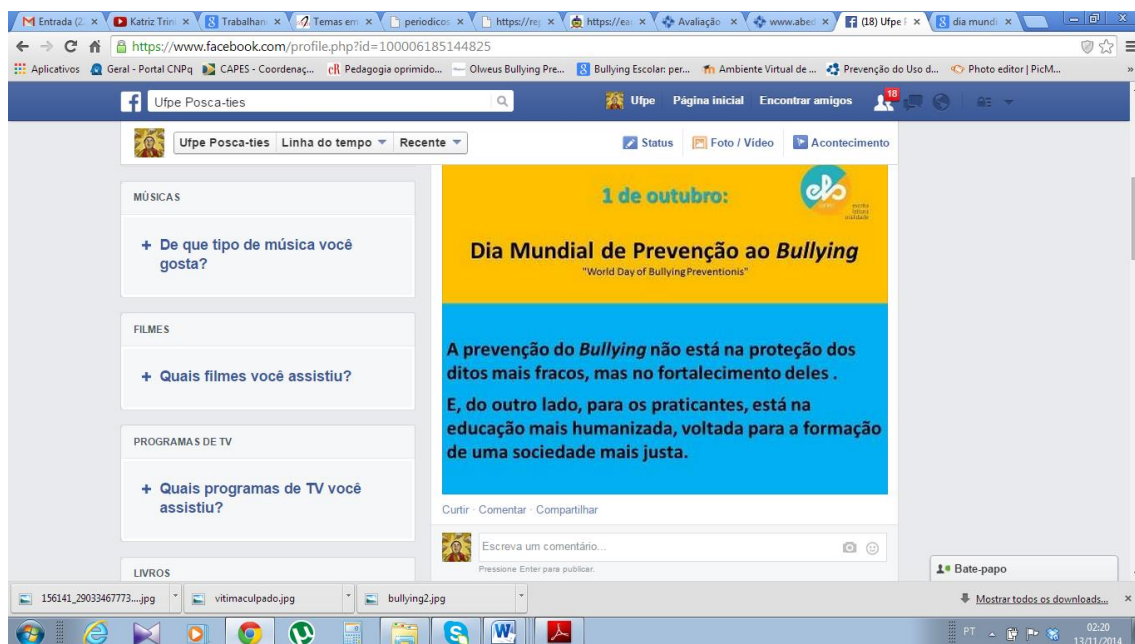 Entrada (2
Katriz Trin
Trabalhan
Temas em
periodicos
https://rep
https://ea
Avaliação
www.abed
(18) Ufpe P
dia mundi
https://www.facebook.com/profile.php?id=100006185144825
Aplicativos
Geral - Portal CNPq
CAPES - Coordenaç...
Pedagogia oprimido...
Olweus Bullying Pre...
Bullying Escolar: per...
Ambiente Virtual de ...
Prevenção do Uso d...
Photo editor | PicM...
Ufpe Posca-ties
Ufpe
Página inicial
Encontrar amigos
18
Ufpe Posca-ties
Linha do tempo
Recente
Status
Foto / Vídeo
Acontecimento
MÚSICAS
+ De que tipo de música você
gosta?
FILMES
+ Quais filmes você assistiu?
PROGRAMAS DE TV
+ Quais programas de TV você
assistiu?
LIVROS
1 de outubro:
elo
escrita
leitura
oralidade
Dia Mundial de Prevenção ao Bullying
"World Day of Bullying Preventionis"
A prevenção do Bullying não está na proteção dos
ditos mais fracos, mas no fortalecimento deles .
E, do outro lado, para os praticantes, está na
educação mais humanizada, voltada para a formação
de uma sociedade mais justa.
Curtir · Comentar · Compartilhar
Escreva um comentário...
Pressione Enter para publicar.
Bate-papo
156141_29033467773....jpg
vitimaculpado.jpg
bullying2.jpg
Mostrar todos os downloads...
PT
02:20
13/11/2014